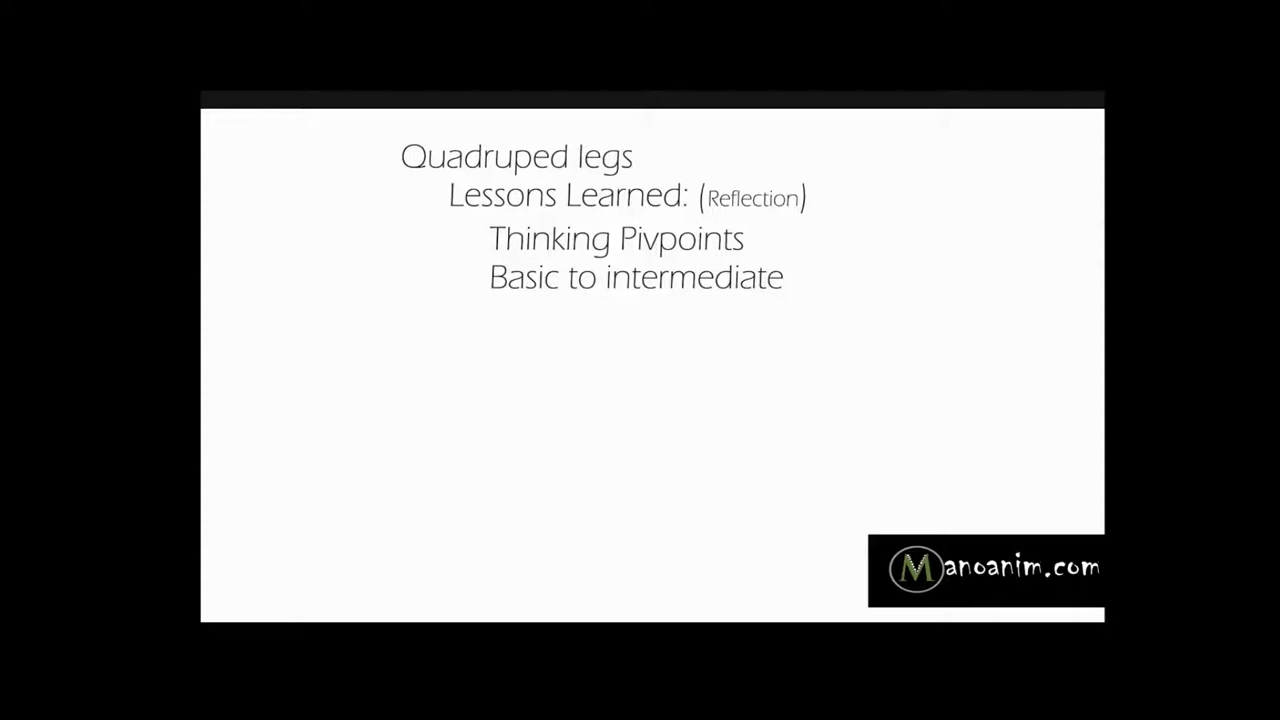 Quadruped legs
Lessons Learned: (Reflection)
Thinking Pivpoints
Basic to intermediate
Manoanim.com